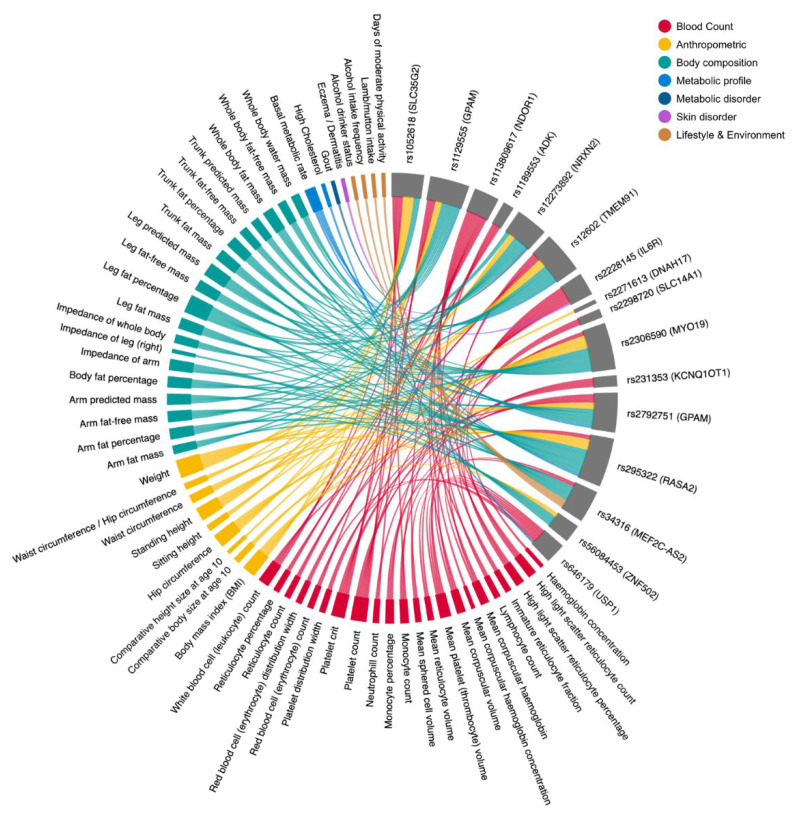 Blood Count
Anthropometric
Body composition
Metabolic profile
Metabolic disorder
Skin disorder
Lifestyle & Environment
rs1052618 (SLC35G2)
rs1129555 (GPAM)
rs113809617 (NDOR1)
rs1189553 (ADK)
rs12273892 (NRXN2)
rs12602 (TMEM91)
rs2228145 (IL6R)
rs2271613 (DNAH17)
rs2298720 (SLC14A1)
rs2306590 (MYO19)
rs231353 (KCNQ1OT1)
rs2792751 (GPAM)
rs295322 (RASA2)
rs34316 (MEF2C-AS2)
rs56084453 (ZNF502)
rs646179 (USP1)
Haemoglobin concentration
High light scatter reticulocyte count
High light scatter reticulocyte percentage
Immature reticulocyte fraction
Lymphocyte count
Mean corpuscular haemoglobin
Mean corpuscular haemoglobin concentration
Mean corpuscular volume
Mean platelet (thrombocyte) volume
Mean reticulocyte volume
Mean sphered cell volume
Monocyte count
Monocyte percentage
Neutrophill count
Platelet count
Platelet crit
Platelet distribution width
Red blood cell (erythrocyte) count
Red blood cell (erythrocyte) distribution width
Reticulocyte count
Reticulocyte percentage
White blood cell (leukocyte) count
Body mass index (BMI)
Comparative body size at age 10
Comparative height size at age 10
Hip circumference
Sitting height
Standing height
Waist circumference
Waist circumference / Hip circumference
Weight
Arm fat mass
Arm fat percentage
Arm fat-free mass
Arm predicted mass
Body fat percentage
Impedance of arm
Impedance of leg (right)
Impedance of whole body
Leg fat mass
Leg fat percentage
Leg fat-free mass
Leg predicted mass
Trunk fat mass
Trunk fat percentage
Trunk fat-free mass
Trunk predicted mass
Whole body fat mass
Whole body fat-free mass
Whole body water mass
Basal metabolic rate
High Cholesterol
Gout
Eczema / Dermatitis
Alcohol drinker status
Alcohol intake frequency
Lamb/mutton intake
Days of moderate physical activity